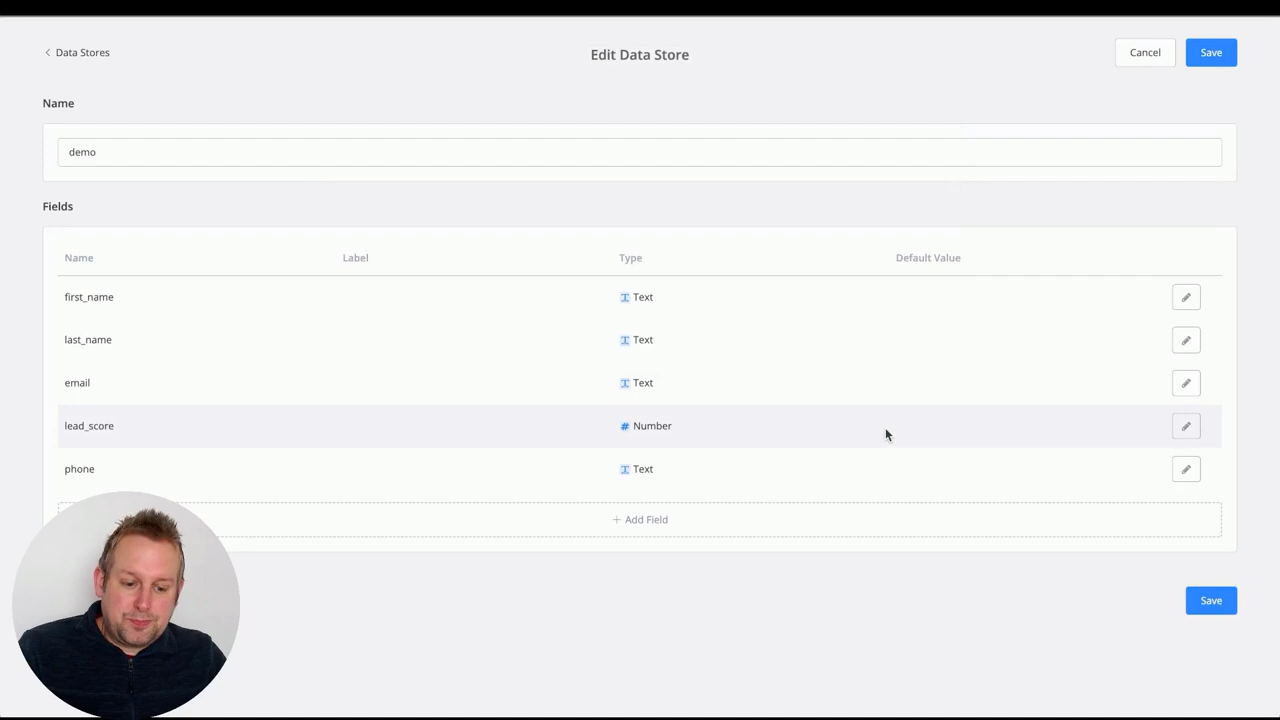 Data Stores
Edit Data Store
Cancel
Save
Name
demo
Fields
Name Label Type Default Value
first_name Text
last_name Text
email Text
lead_score # Number
phone Text
+ Add Field
Save